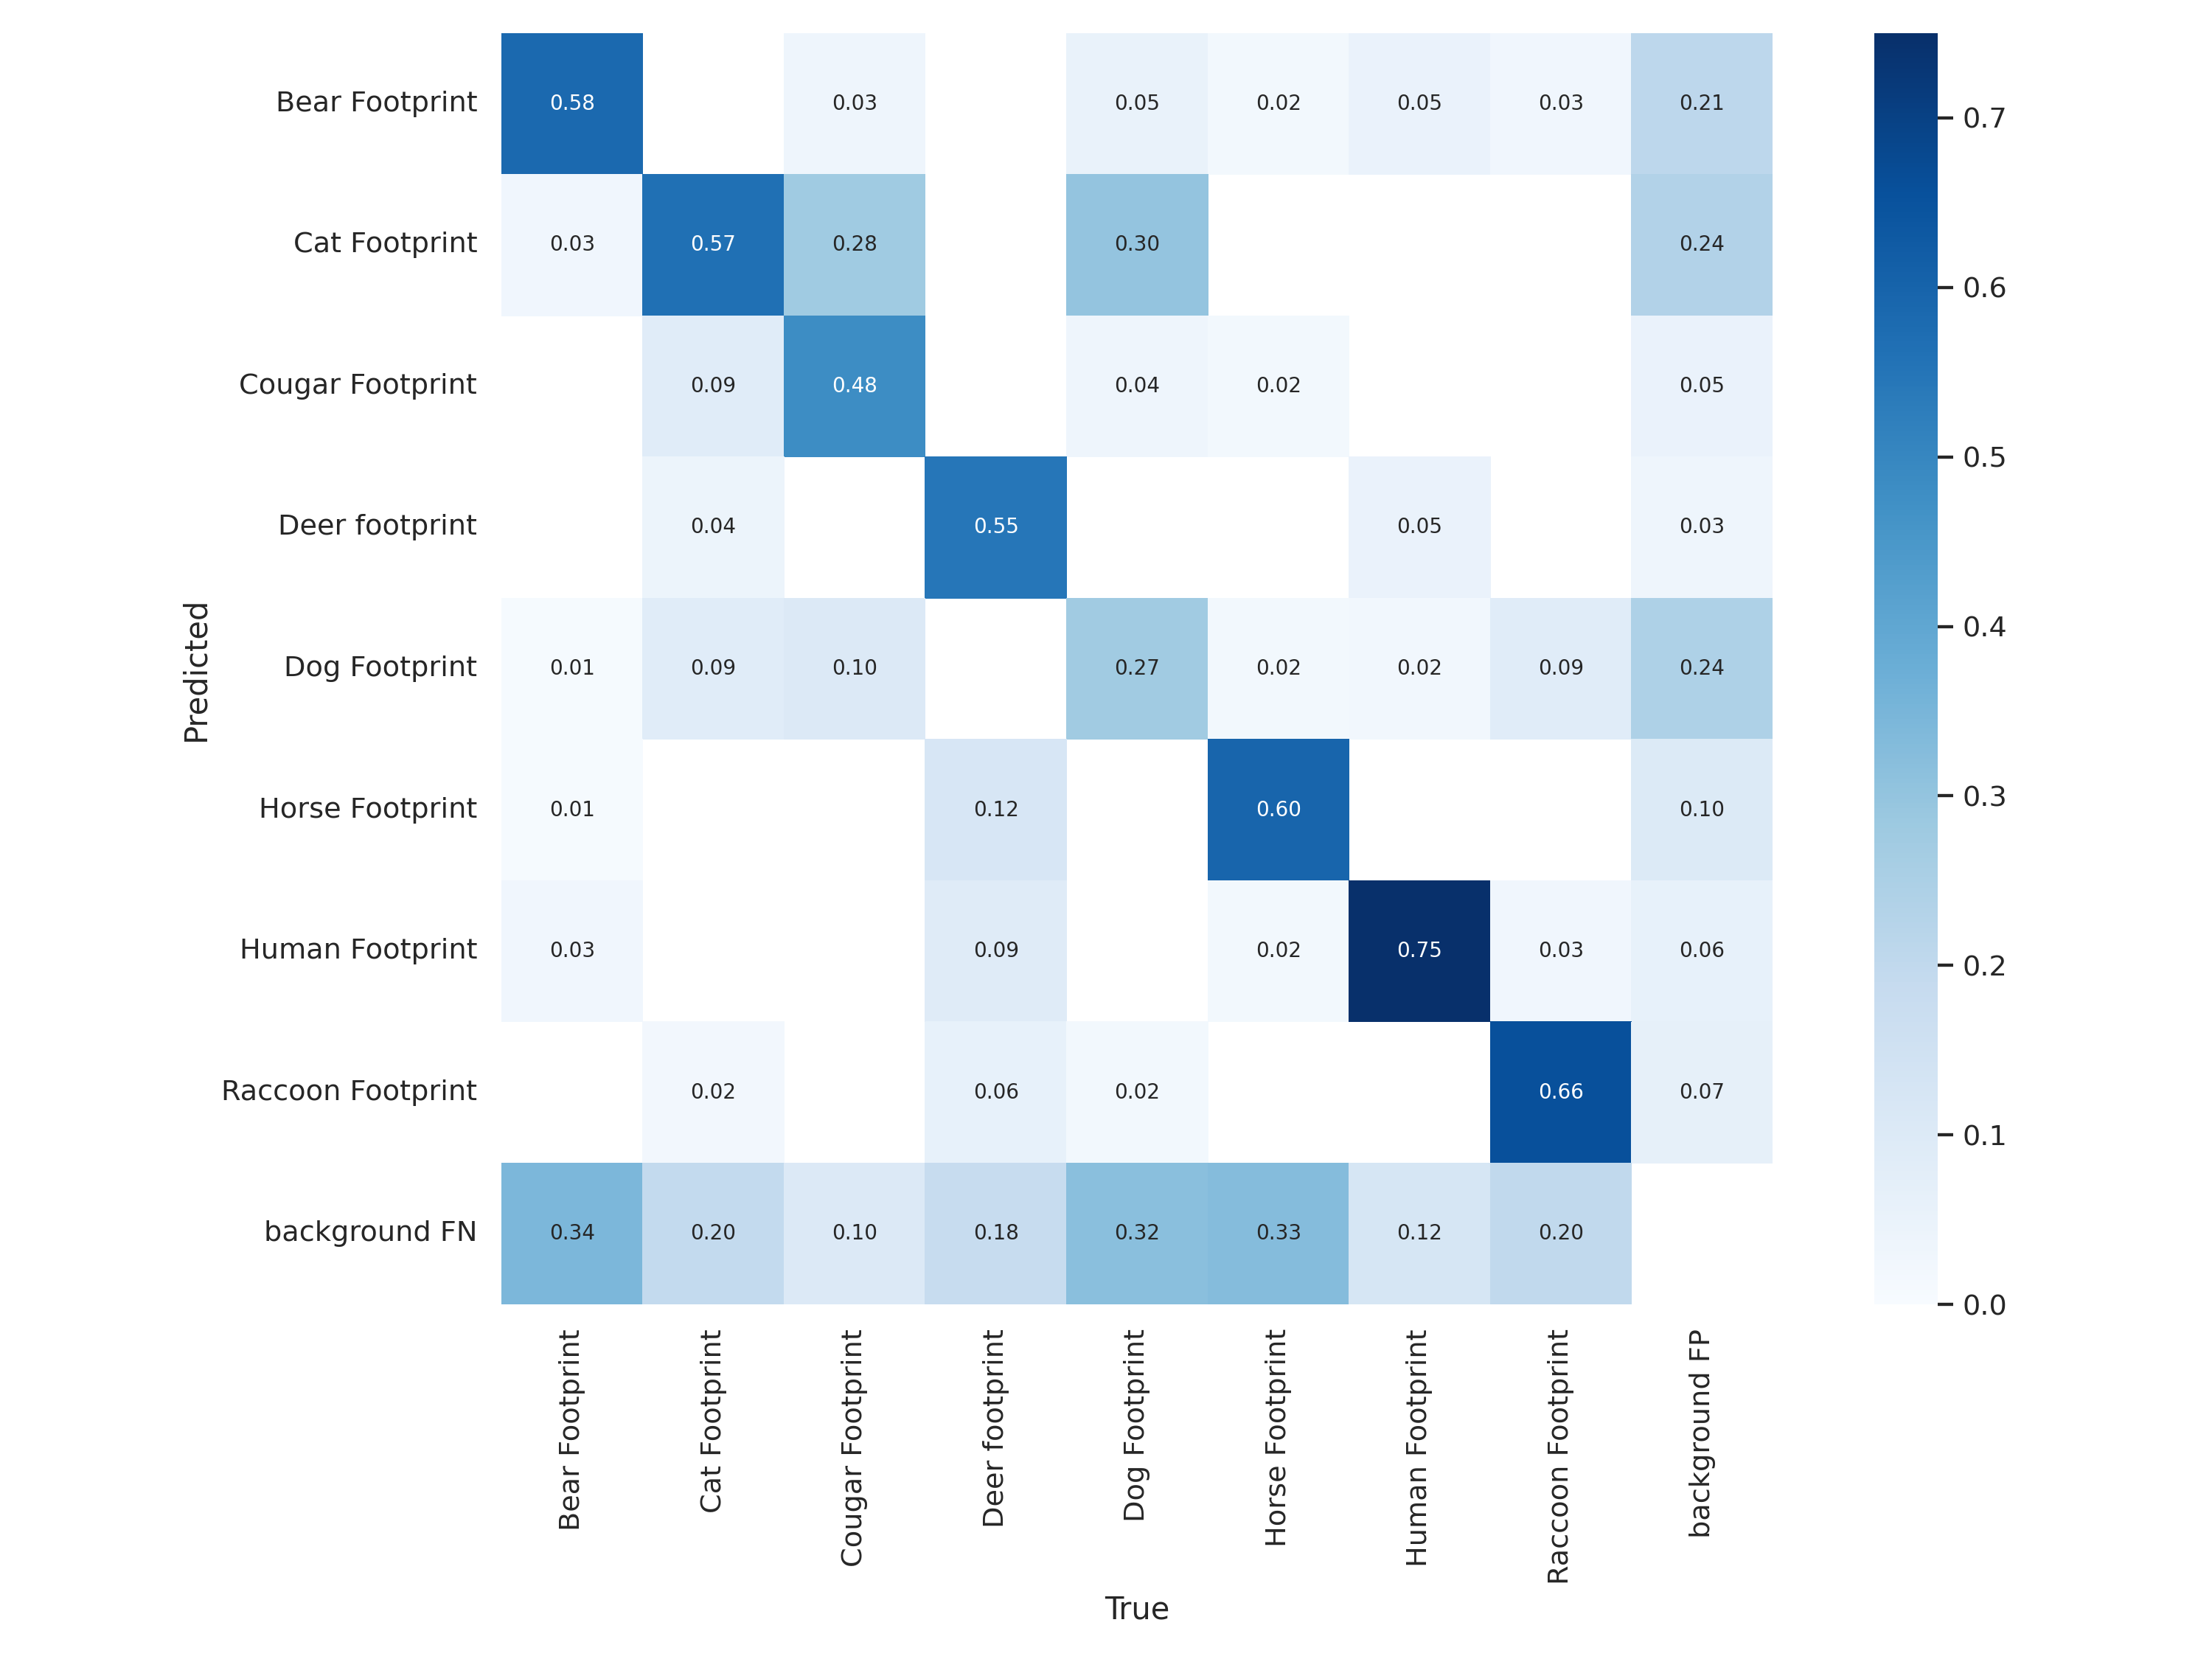 Bear Footprint 0.58 0.03 0.05 0.02 0.05 0.03 0.21
Cat Footprint 0.03 0.57 0.28 0.30 0.24
Cougar Footprint 0.09 0.48 0.04 0.02 0.05
Deer footprint 0.04 0.55 0.05 0.03
Dog Footprint 0.01 0.09 0.10 0.27 0.02 0.02 0.09 0.24
Horse Footprint 0.01 0.12 0.60 0.10
Human Footprint 0.03 0.09 0.02 0.75 0.03 0.06
Raccoon Footprint 0.02 0.06 0.02 0.66 0.07
background FN 0.34 0.20 0.10 0.18 0.32 0.33 0.12 0.20
Predicted
Bear Footprint
Cat Footprint
Cougar Footprint
Deer footprint
Dog Footprint
Horse Footprint
Human Footprint
Raccoon Footprint
background FP
True
0.7
0.6
0.5
0.4
0.3
0.2
0.1
0.0